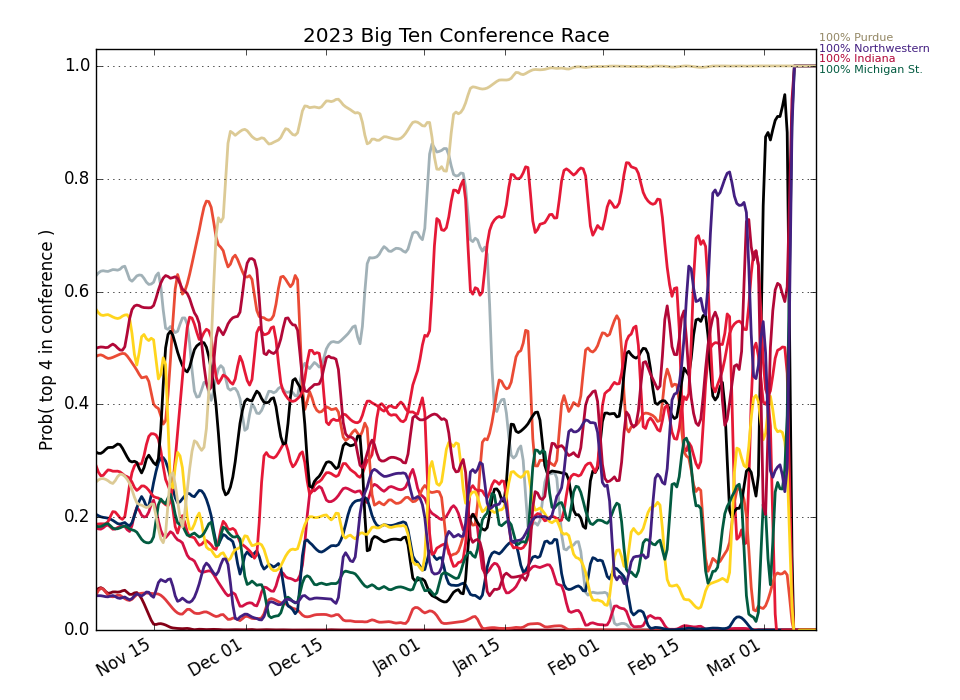 2023 Big Ten Conference Race
100% Purdue
100% Northwestern
100% Indiana
100% Michigan St.
1.0
0.8
0.6
0.4
0.2
0.0
Prob( top 4 in conference )
Nov 15
Dec 01
Dec 15
Jan 01
Jan 15
Feb 01
Feb 15
Mar 01